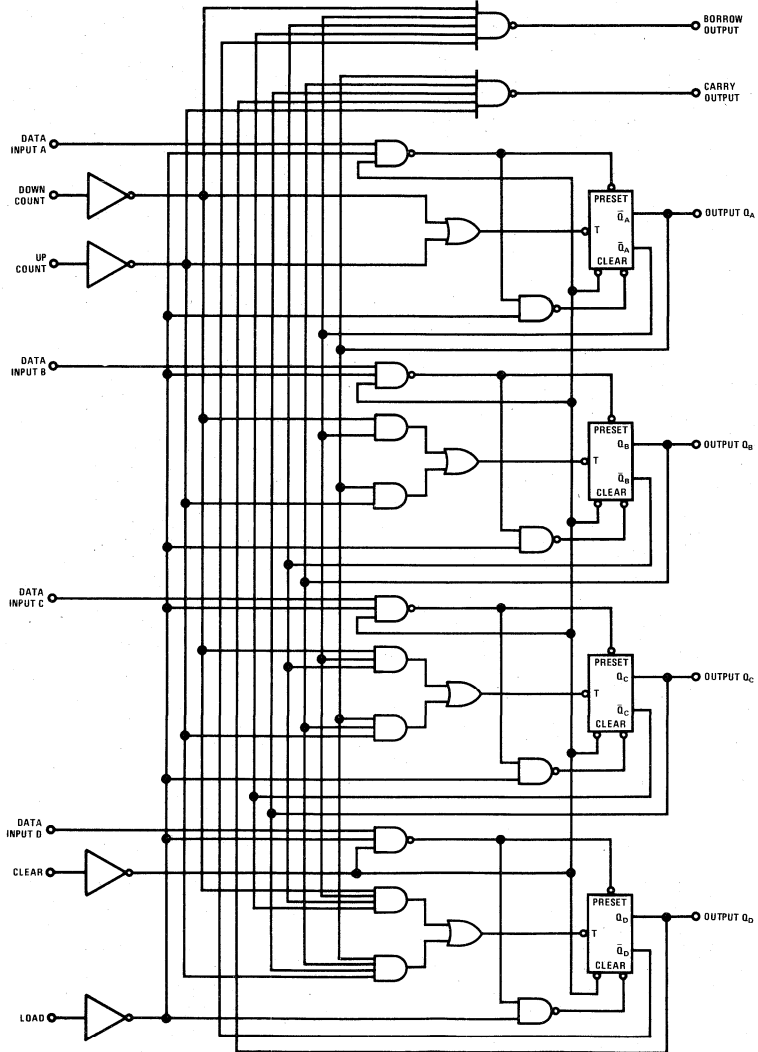 BORROW
OUTPUT
CARRY
OUTPUT
DATA
INPUT A
DOWN
COUNT
PRESET
Q̅A
OUTPUT QA
T
UP
COUNT
Q̅A
CLEAR
DATA
INPUT B
PRESET
QB
OUTPUT QB
T
Q̅B
CLEAR
DATA
INPUT C
PRESET
QC
OUTPUT QC
T
Q̅C
CLEAR
DATA
INPUT D
CLEAR
PRESET
QD
OUTPUT QD
T
Q̅D
CLEAR
LOAD